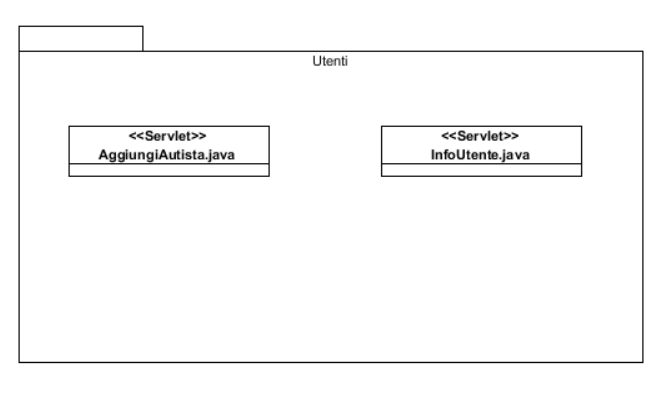 Utenti
<<Servlet>>
AggiungiAutista.java
<<Servlet>>
InfoUtente.java